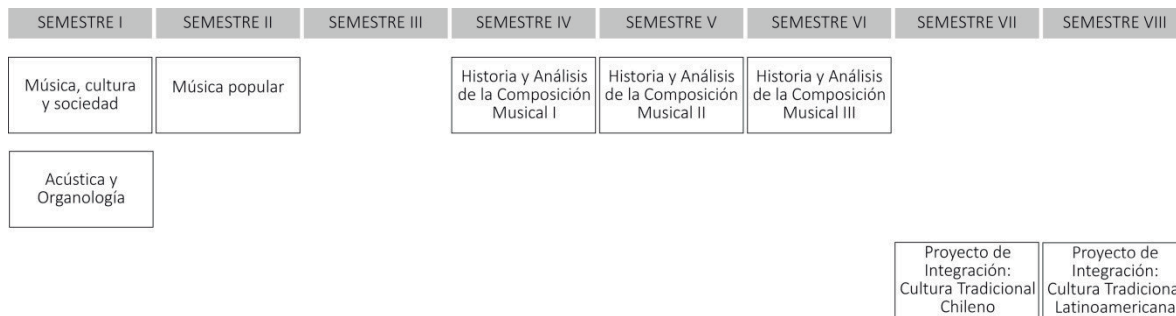 SEMESTRE I
SEMESTRE II
SEMESTRE III
SEMESTRE IV
SEMESTRE V
SEMESTRE VI
SEMESTRE VII
SEMESTRE VIII
Música, cultura
y sociedad
Música popular
Historia y Análisis
de la Composición
Musical I
Historia y Análisis
de la Composición
Musical II
Historia y Análisis
de la Composición
Musical III
Acústica y
Organología
Proyecto de
Integración:
Cultura Tradicional
Chileno
Proyecto de
Integración:
Cultura Tradiciona
Latinoamericana